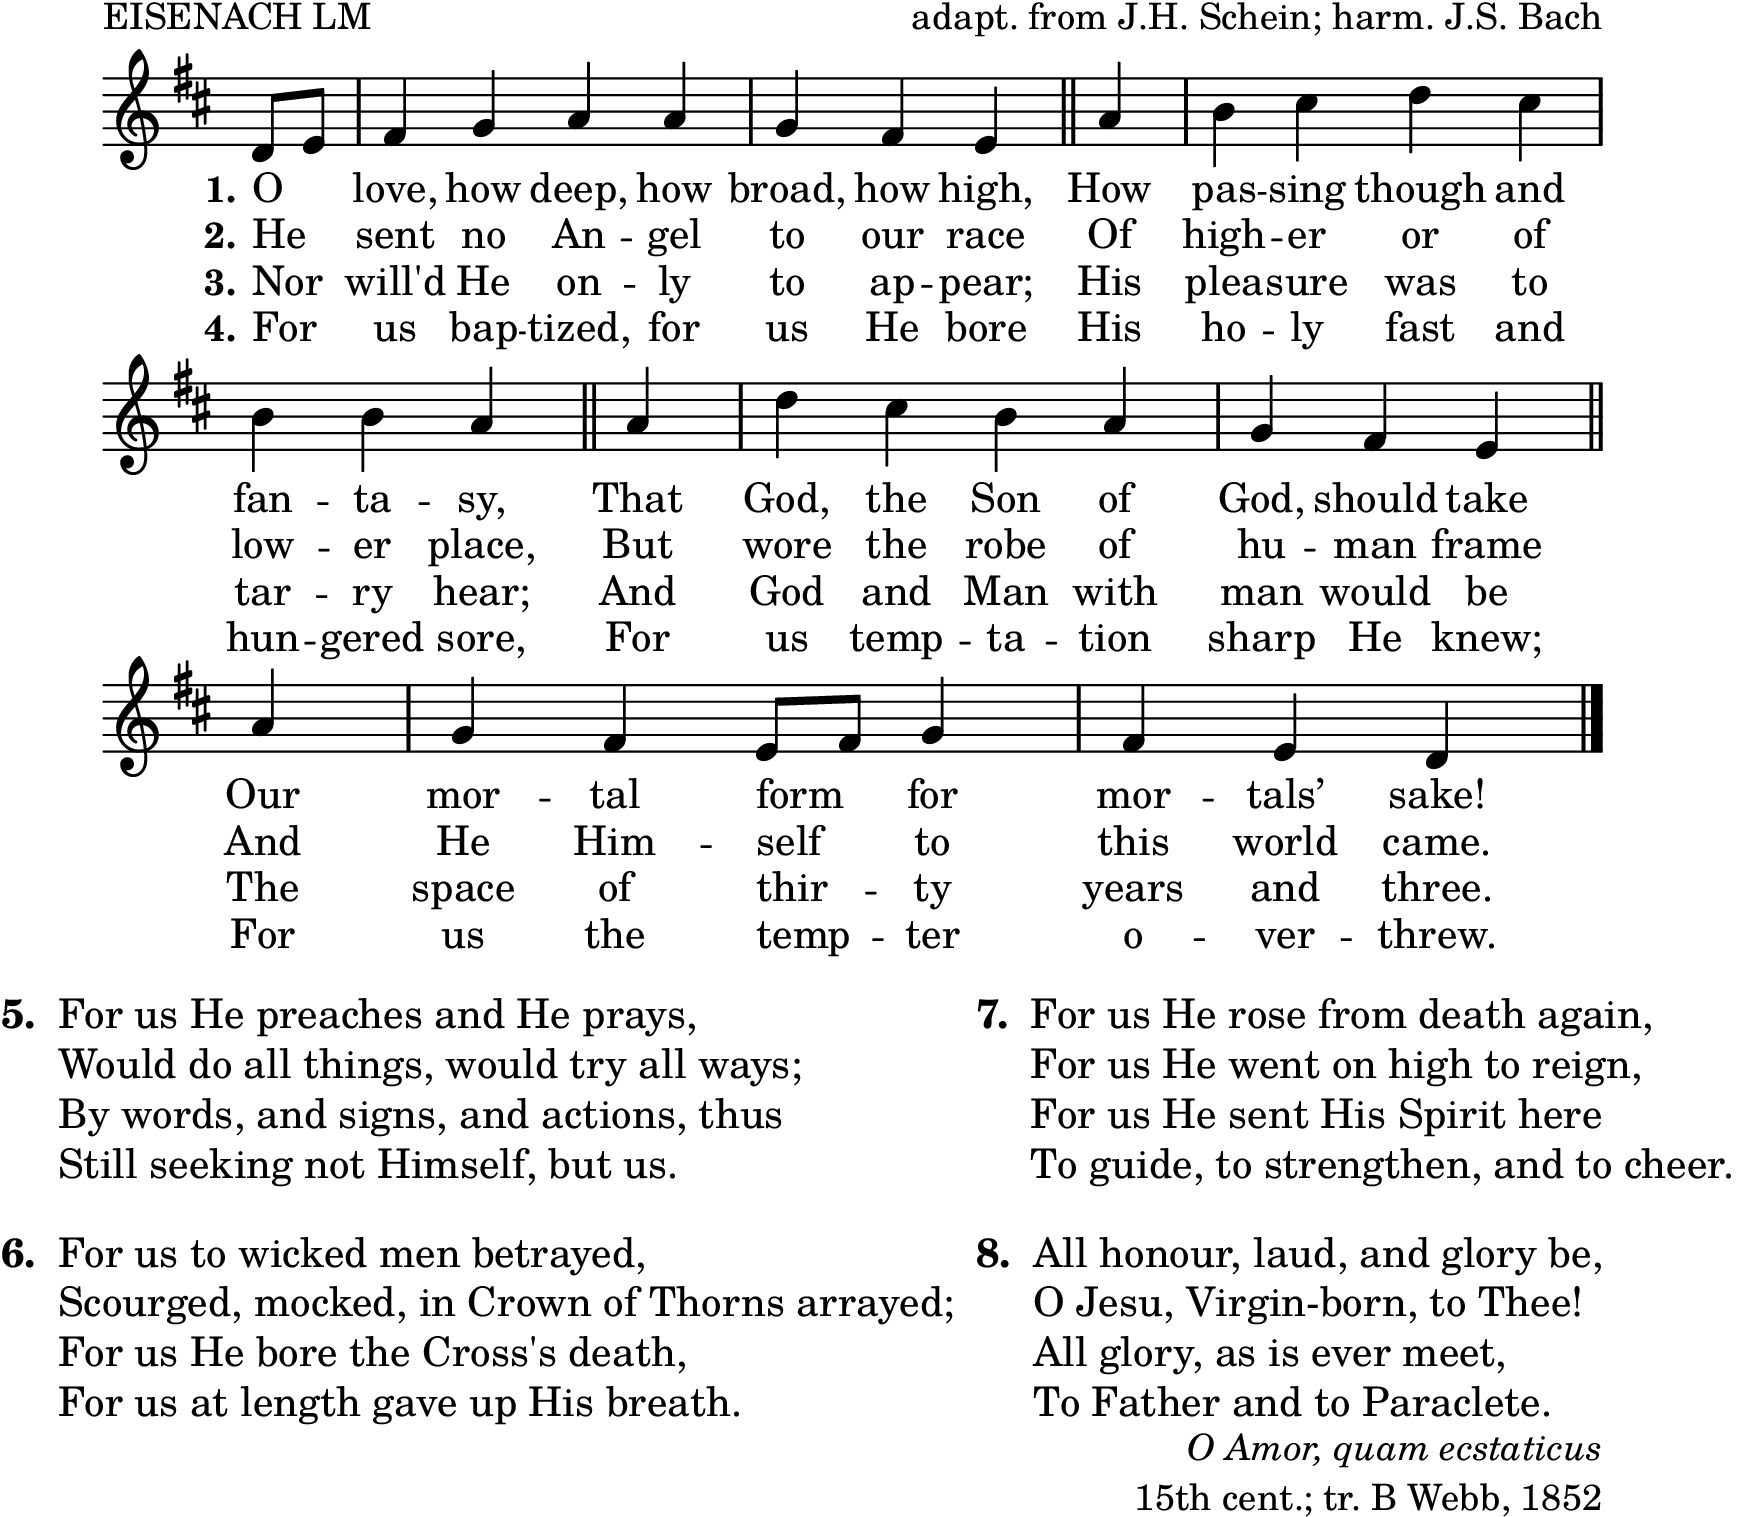 EISENACH LM
adapt. from J.H. Schein; harm. J.S. Bach
1. O love, how deep, how broad, how high, How pas - sing though and
2. He sent no An - gel to our race Of high - er or of
3. Nor will'd He on - ly to ap - pear; His plea - sure was to
4. For us bap - tized, for us He bore His ho - ly fast and
fan - ta - sy, That God, the Son of God, should take
low - er place, But wore the robe of hu - man frame
tar - ry hear; And God and Man with man would be
hun - gered sore, For us temp - ta - tion sharp He knew;
Our mor - tal form for mor - tals’ sake!
And He Him - self to this world came.
The space of thir - ty years and three.
For us the temp - ter o - ver - threw.
5. For us He preaches and He prays,
Would do all things, would try all ways;
By words, and signs, and actions, thus
Still seeking not Himself, but us.
6. For us to wicked men betrayed,
Scourged, mocked, in Crown of Thorns arrayed;
For us He bore the Cross's death,
For us at length gave up His breath.
7. For us He rose from death again,
For us He went on high to reign,
For us He sent His Spirit here
To guide, to strengthen, and to cheer.
8. All honour, laud, and glory be,
O Jesu, Virgin-born, to Thee!
All glory, as is ever meet,
To Father and to Paraclete.
O Amor, quam ecstaticus
15th cent.; tr. B Webb, 1852